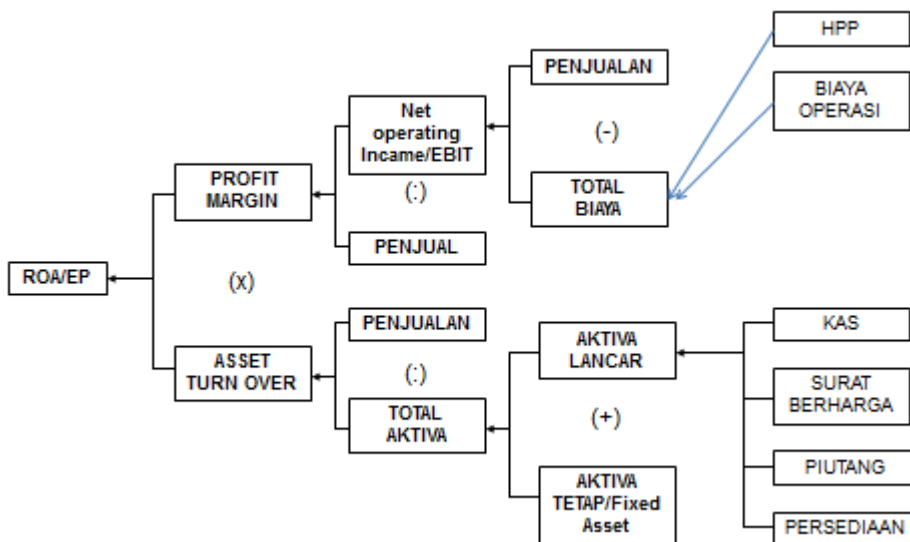 HPP
PENJUALAN
BIAYA
OPERASI
Net
operating
Incame/EBIT
(-)
PROFIT
MARGIN
(:)
TOTAL
BIAYA
PENJUAL
ROA/EP
(x)
PENJUALAN
KAS
AKTIVA
LANCAR
ASSET
TURN OVER
(:)
SURAT
BERHARGA
TOTAL
AKTIVA
(+)
PIUTANG
AKTIVA
TETAP/Fixed
Asset
PERSEDIAAN